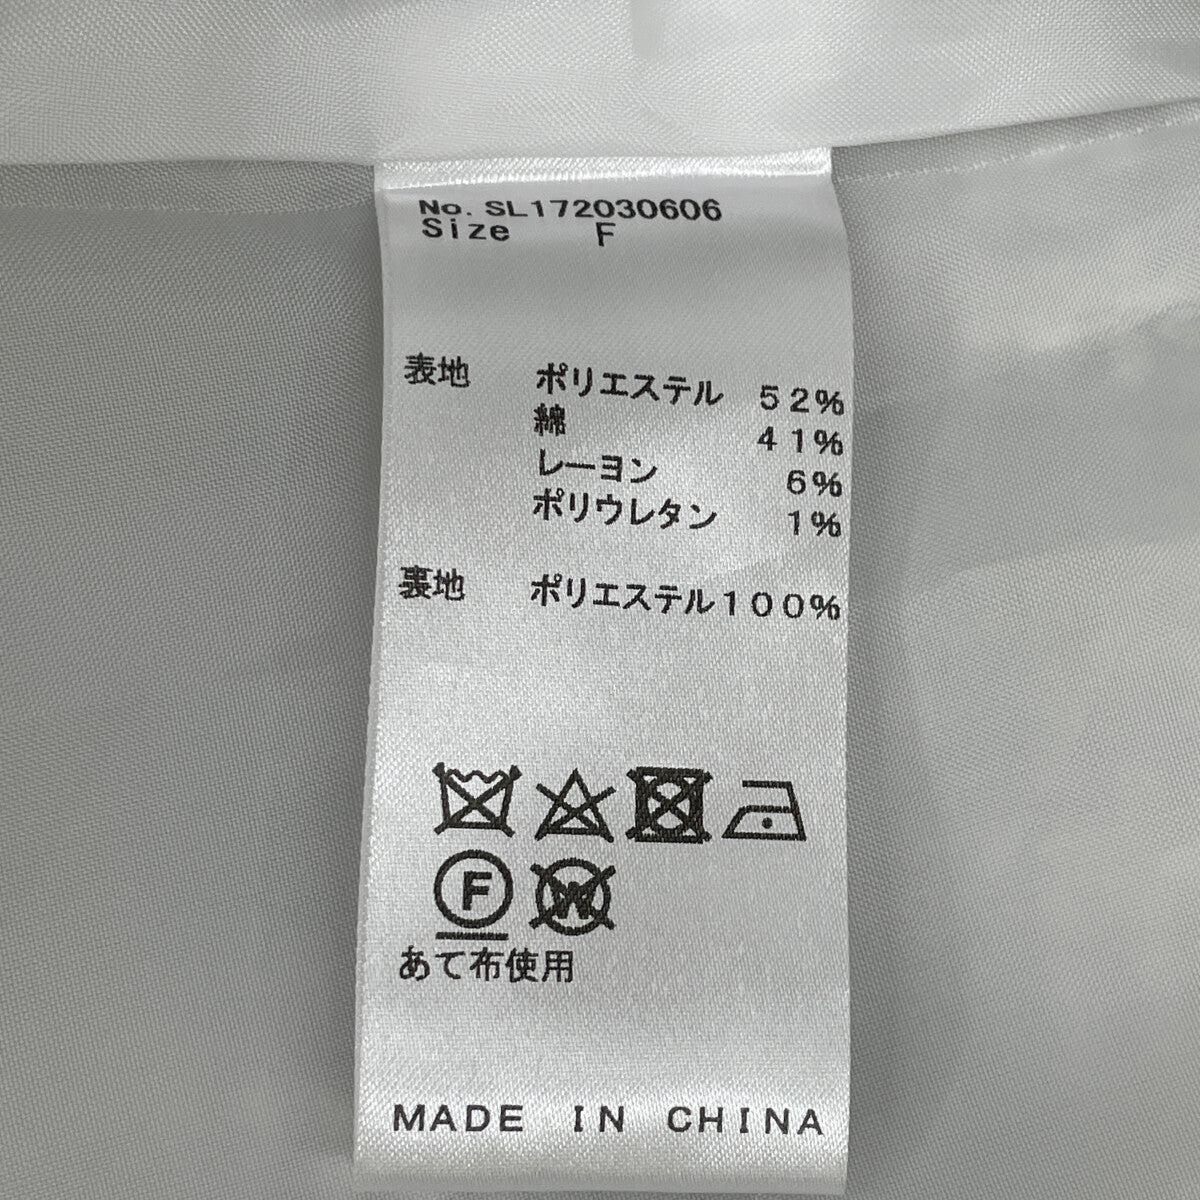 No. SL172030606
Size F
表地 ポリエステル 52%
綿 41%
レーヨン 6%
ポリウレタン 1%
裏地 ポリエステル100%
F W
あて布使用
MADE IN CHINA